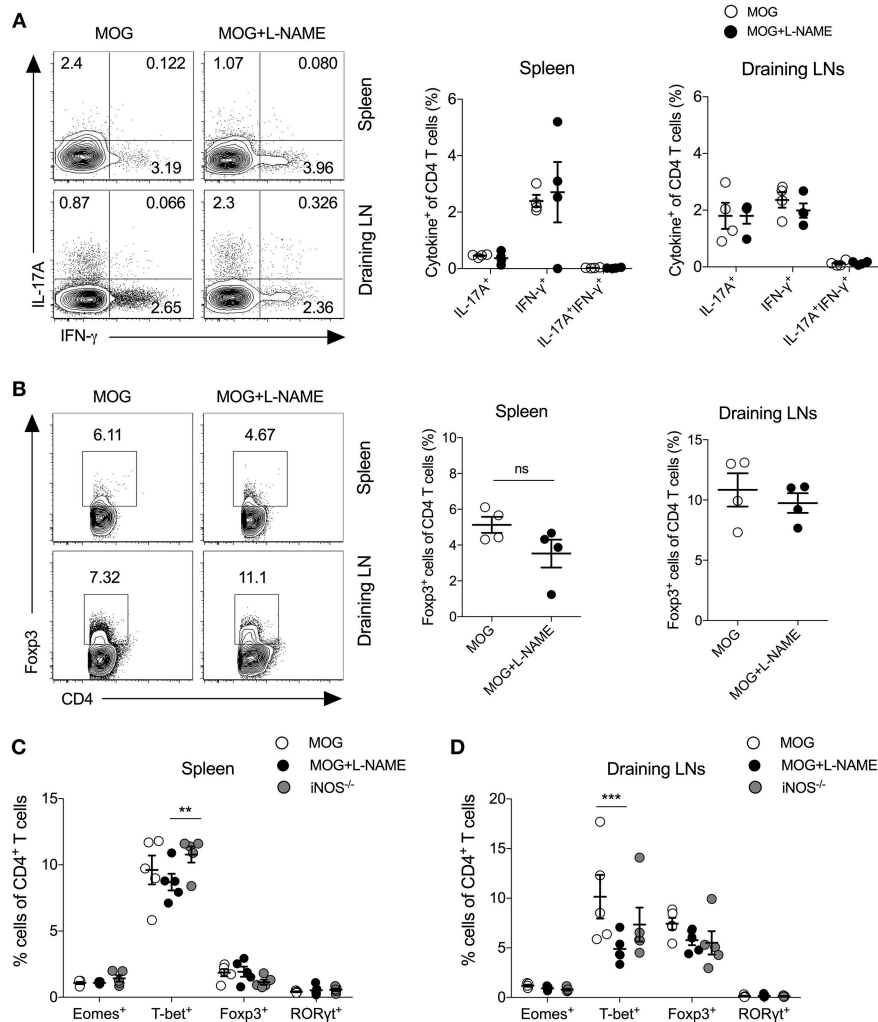 A
MOG
MOG+L-NAME
2.4
0.122
1.07
0.080
3.19
3.96
Spleen
0.87
0.066
2.3
0.326
2.65
2.36
Draining LN
IL-17A
IFN-γ
MOG
MOG+L-NAME
Spleen
Cytokine⁺ of CD4 T cells (%)
6
4
2
0
IL-17A⁺
IFN-γ⁺
IL-17A⁺IFN-γ⁺
Draining LNs
Cytokine⁺ of CD4 T cells (%)
6
4
2
0
IL-17A⁺
IFN-γ⁺
IL-17A⁺IFN-γ⁺
B
MOG
MOG+L-NAME
6.11
4.67
Spleen
7.32
11.1
Draining LN
Foxp3
CD4
Spleen
ns
Foxp3⁺ cells of CD4 T cells (%)
10
8
6
4
2
0
MOG
MOG+L-NAME
Draining LNs
Foxp3⁺ cells of CD4 T cells (%)
15
10
5
0
MOG
MOG+L-NAME
C
Spleen
MOG
MOG+L-NAME
iNOS⁻/⁻
**
% cells of CD4⁺ T cells
15
10
5
0
Eomes⁺
T-bet⁺
Foxp3⁺
RORγt⁺
D
Draining LNs
MOG
MOG+L-NAME
iNOS⁻/⁻
***
% cells of CD4⁺ T cells
20
15
10
5
0
Eomes⁺
T-bet⁺
Foxp3⁺
RORγt⁺